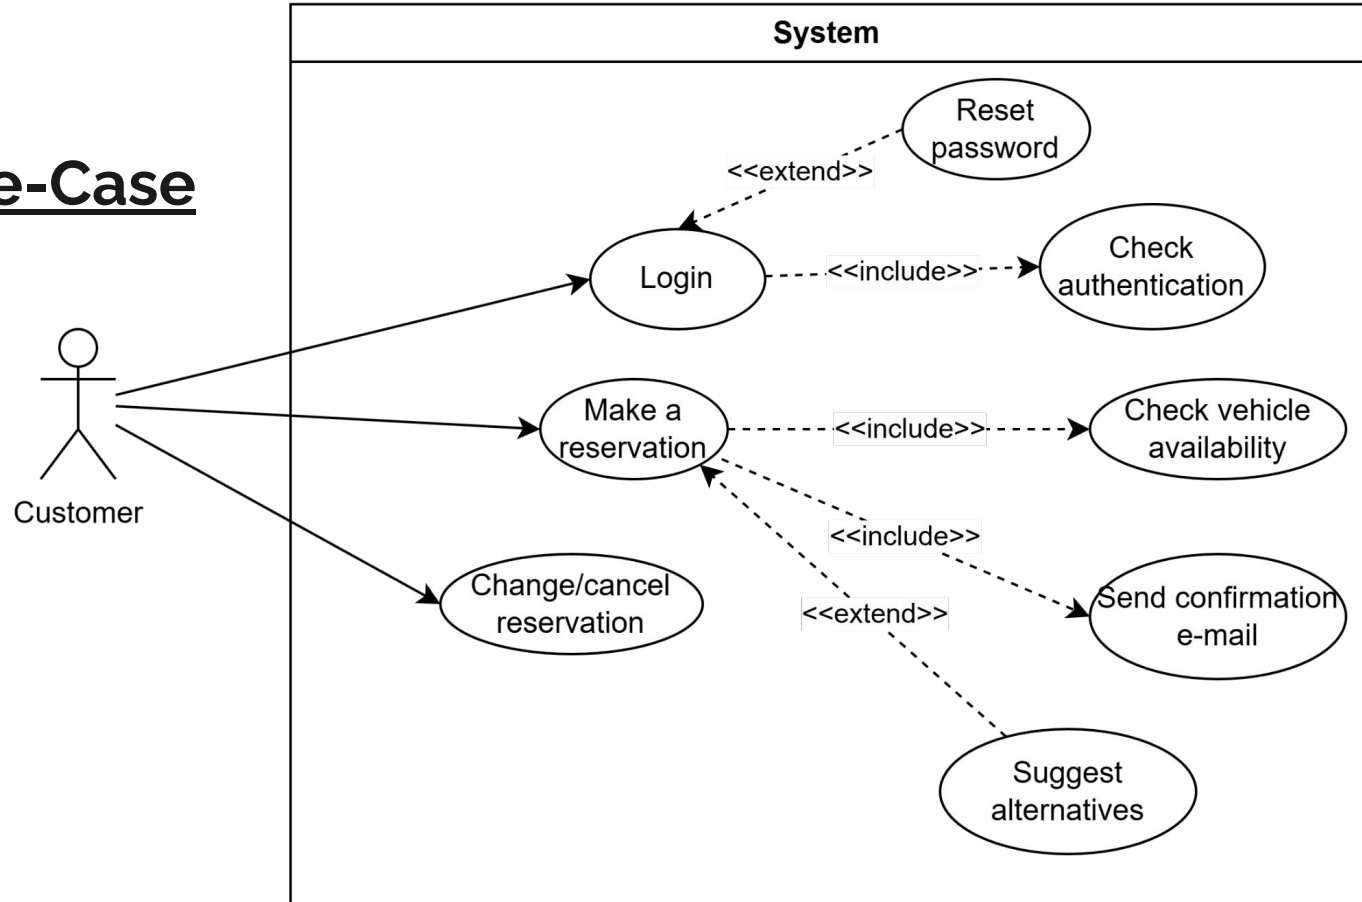 System
e-Case
Reset
password
<<extend>>
Login
<<include>>
Check
authentication
Customer
Make a
reservation
<<include>>
Check vehicle
availability
<<include>>
Change/cancel
reservation
<<extend>>
Send confirmation
e-mail
Suggest
alternatives